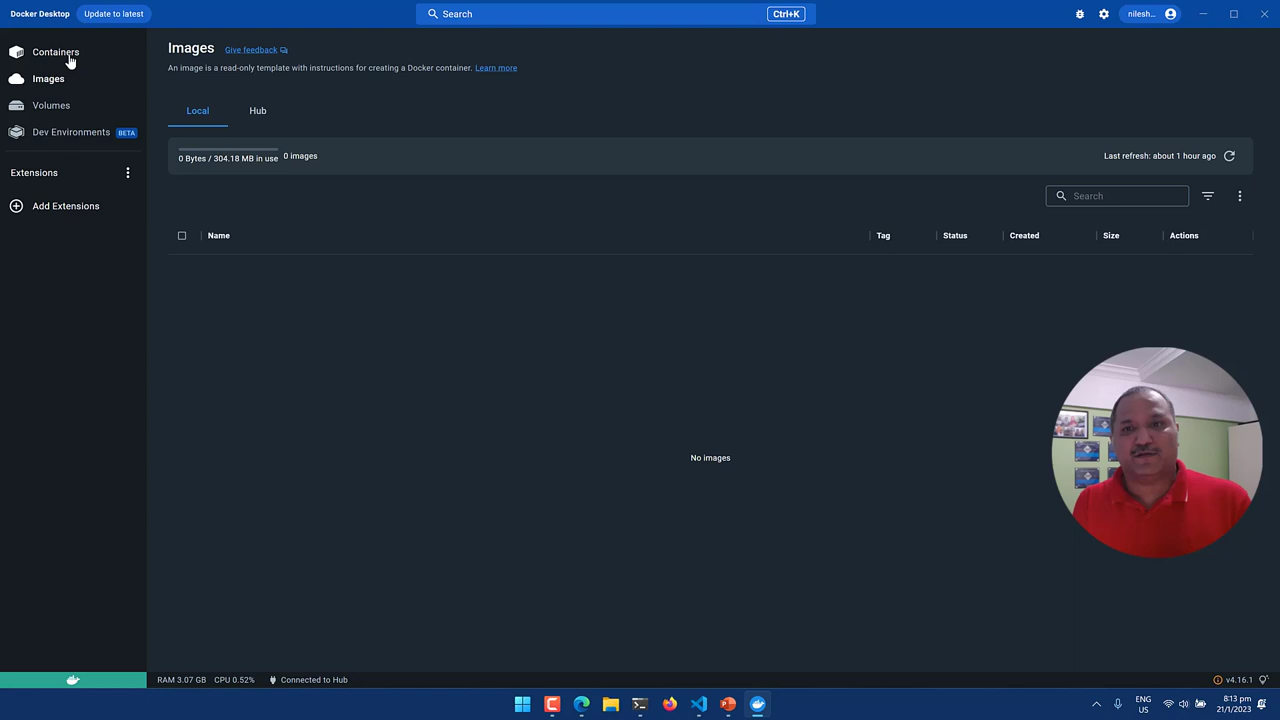 Docker Desktop Update to latest Search Ctrl+K nilesh...
Containers
Images
Volumes
Dev Environments BETA
Extensions
Add Extensions
Images Give feedback
An image is a read-only template with instructions for creating a Docker container. Learn more
Local Hub
0 Bytes / 304.18 MB in use 0 images Last refresh: about 1 hour ago
Search
Name Tag Status Created Size Actions
No images
RAM 3.07 GB CPU 0.52% Connected to Hub v4.16.1
ENG
US
8:13 pm
21/1/2023